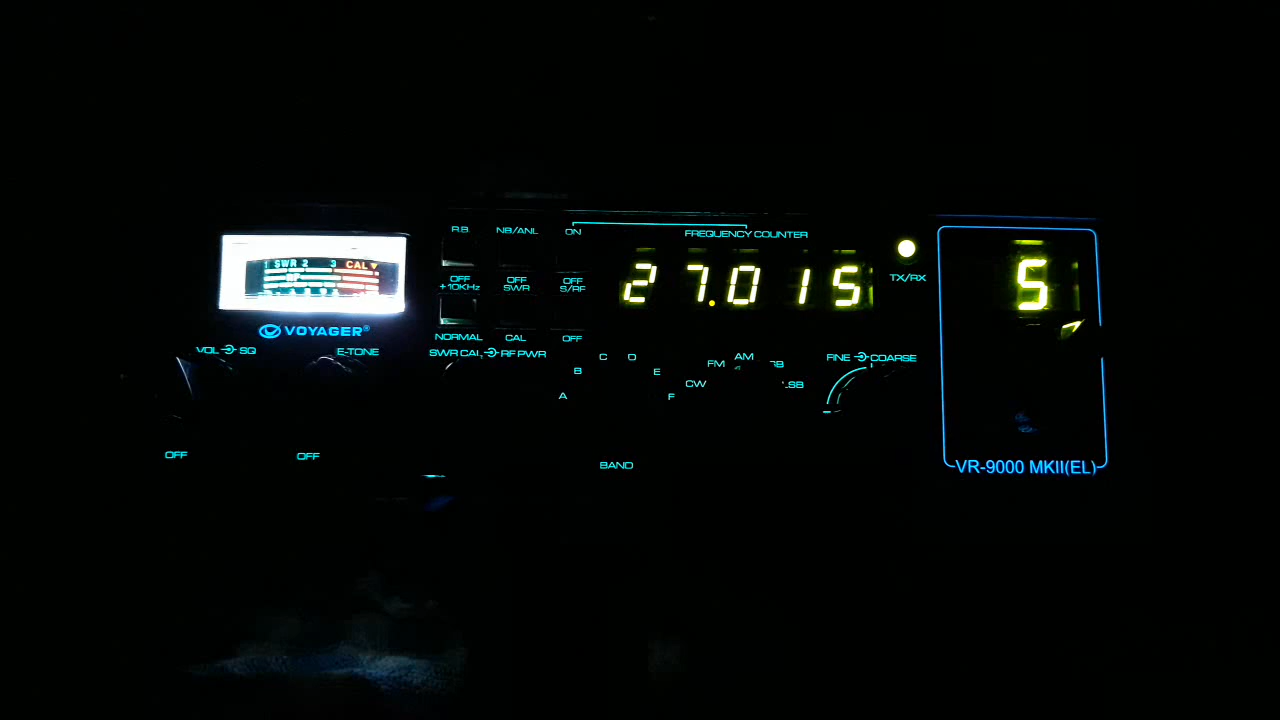 R.B NB/ANL ON FREQUENCY COUNTER
SWR 2 3 CAL
27.015
5
TX/RX
OFF OFF OFF
+10KHz SWR S/RF
VOYAGER®
NORMAL CAL OFF
VOL SQ E-TONE SWR CAL RF PWR
A B C D E F
CW FM AM LSB
FINE COARSE
OFF OFF
BAND
VR-9000 MKII(EL)